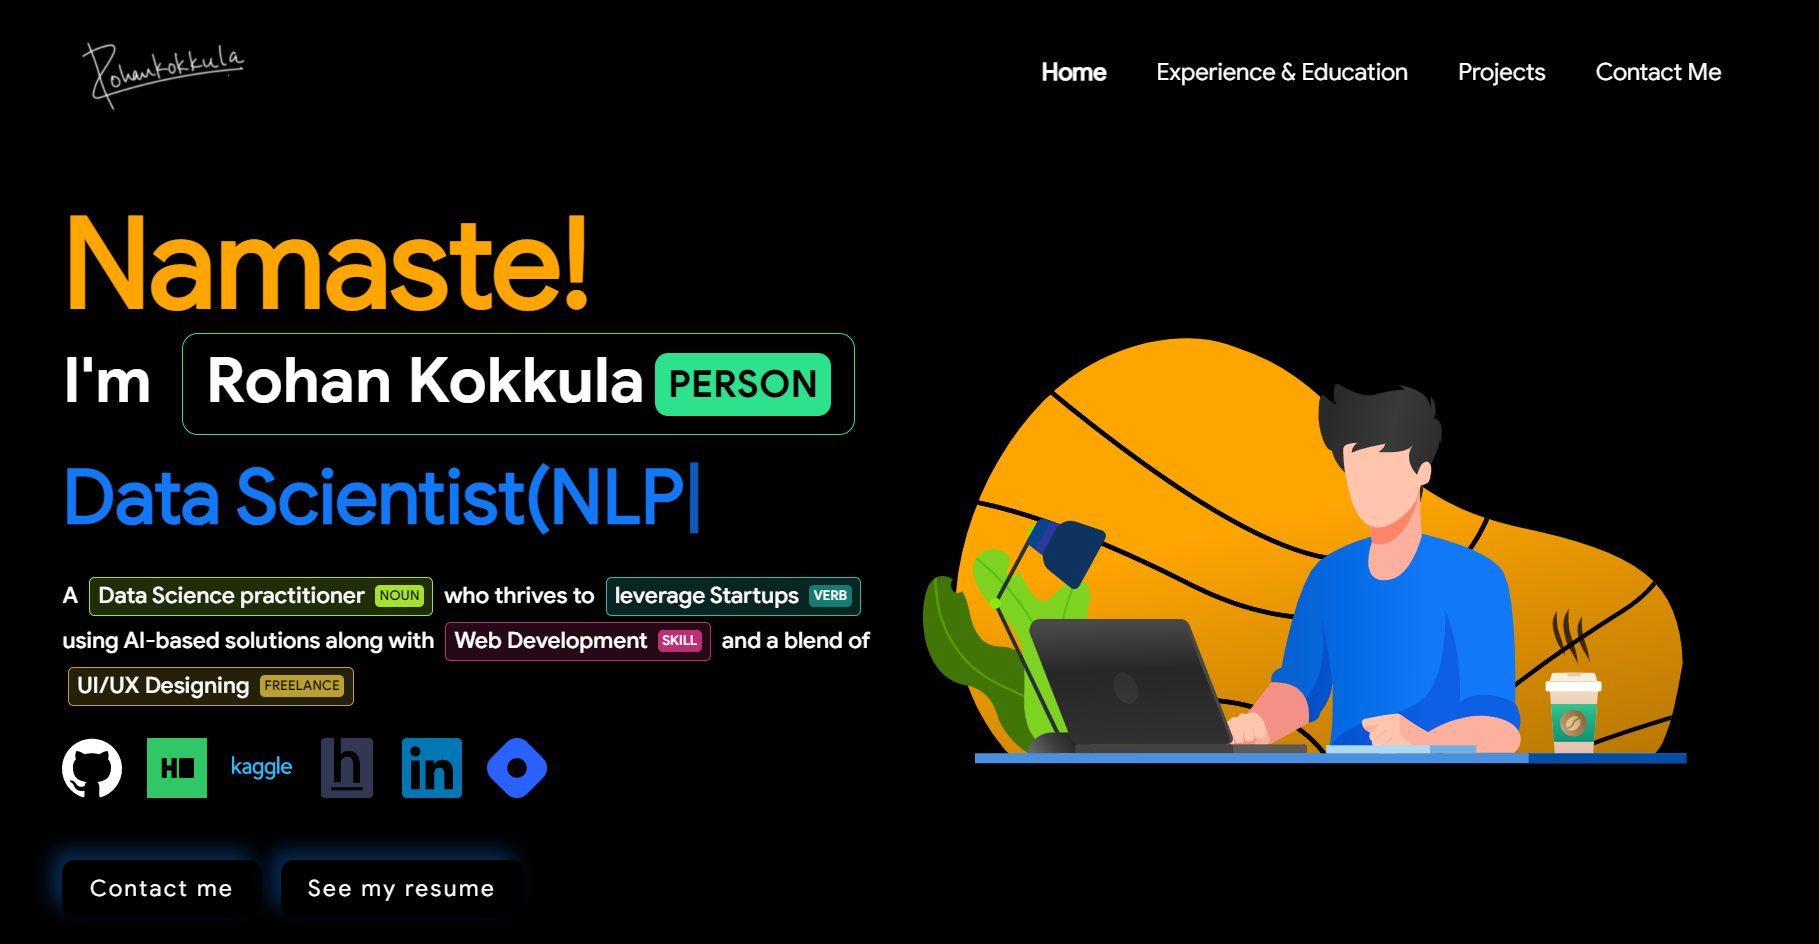 Rohankokkula
Home Experience & Education Projects Contact Me
Namaste!
I'm Rohan Kokkula PERSON
Data Scientist(NLP|
A Data Science practitioner NOUN who thrives to leverage Startups VERB
using AI-based solutions along with Web Development SKILL and a blend of
UI/UX Designing FREELANCE
H kaggle h in
Contact me See my resume